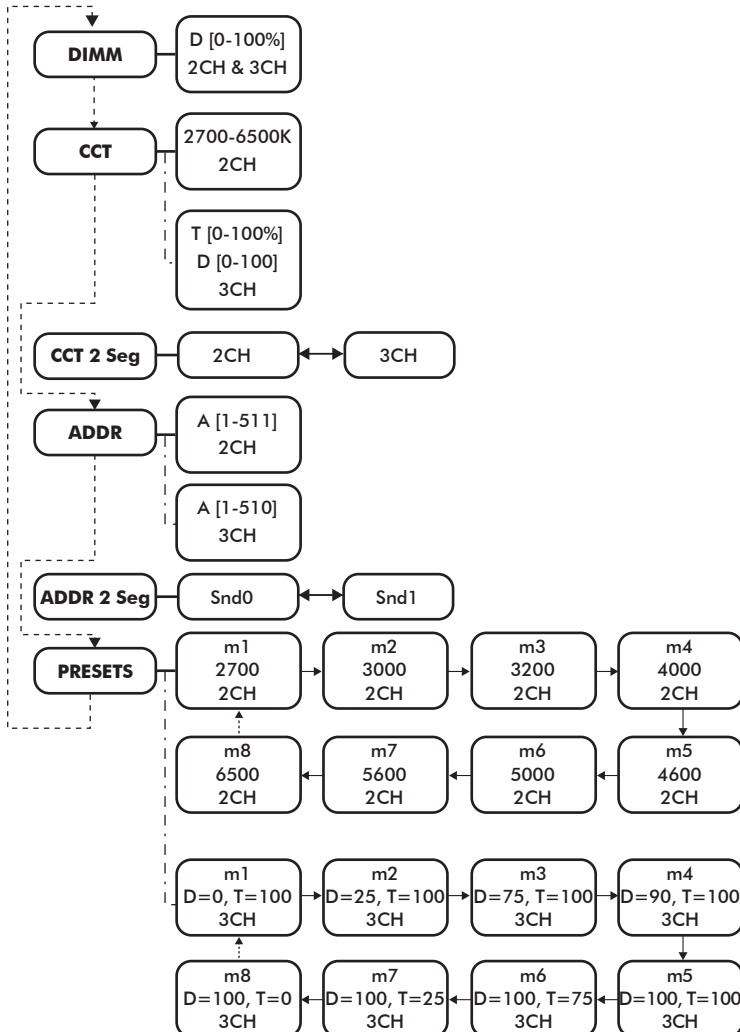 DIMM
D [0-100%]
2CH & 3CH
CCT
2700-6500K
2CH
T [0-100%]
D [0-100]
3CH
CCT 2 Seg
2CH
3CH
ADDR
A [1-511]
2CH
A [1-510]
3CH
ADDR 2 Seg
Snd0
Snd1
PRESETS
m1
2700
2CH
m2
3000
2CH
m3
3200
2CH
m4
4000
2CH
m8
6500
2CH
m7
5600
2CH
m6
5000
2CH
m5
4600
2CH
m1
D=0, T=100
3CH
m2
D=25, T=100
3CH
m3
D=75, T=100
3CH
m4
D=90, T=100
3CH
m8
D=100, T=0
3CH
m7
D=100, T=25
3CH
m6
D=100, T=75
3CH
m5
D=100, T=100
3CH